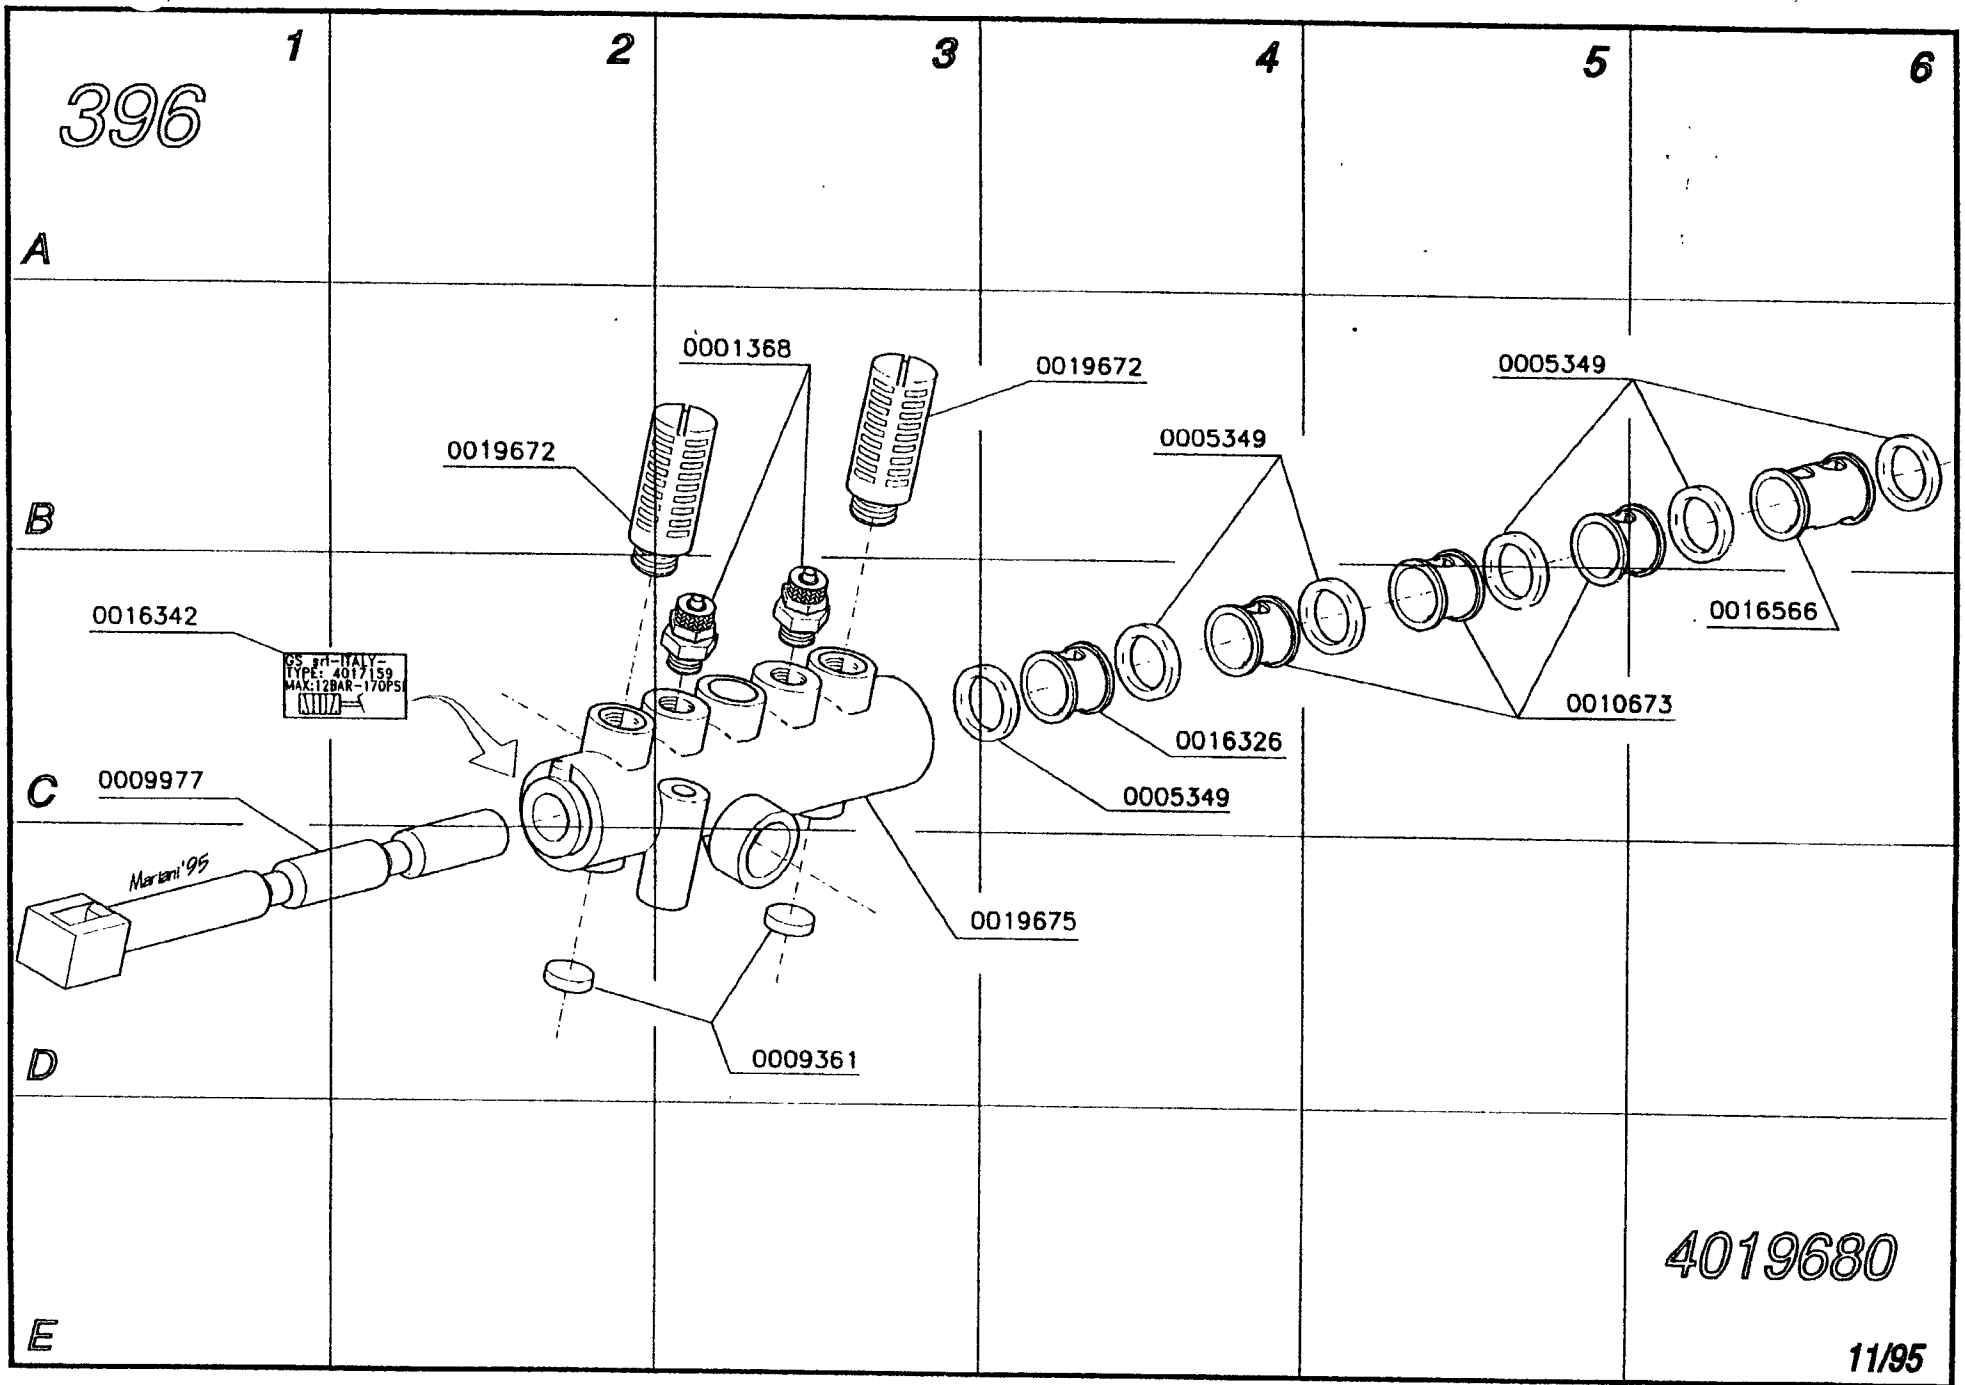 1 2 3 4 5 6
396
A
0001368
0019672
0005349
0005349
0019672
B
0016342
GS srl-ITALY-
TYPE: 4017159
MAX:12BAR-170PSI
0016566
0010673
0016326
0005349
C
0009977
Mariani '95
0019675
0009361
D
4019680
E
11/95